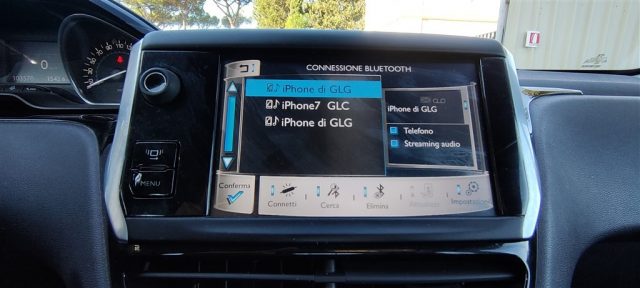 CONNESSIONE BLUETOOTH
iPhone di GLG
iPhone7 GLC
iPhone di GLG
iPhone di GLG
Telefono
Streaming audio
MENU
Conferma
Connetti
Cerca
Elimina
Impostazioni